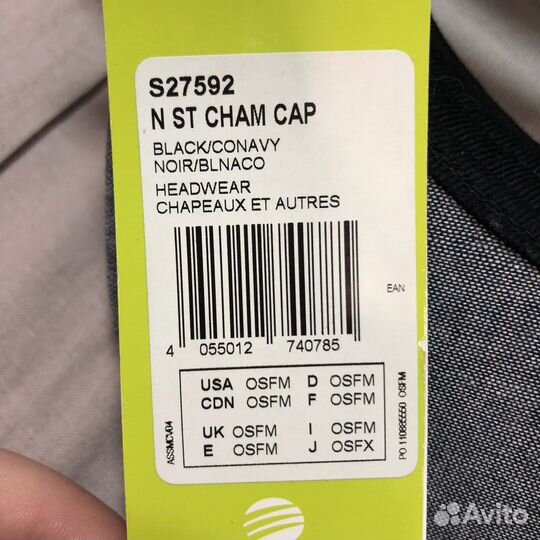 S27592
N ST CHAM CAP
BLACK/CONAVY
NOIR/BLNACO
HEADWEAR
CHAPEAUX ET AUTRES
EAN
4 055012 740785
USA OSFM D OSFM
CDN OSFM F OSFM
UK OSFM I OSFM
E OSFM J OSFX
ASSMCV04
PO 110885550 OSFM
Avito